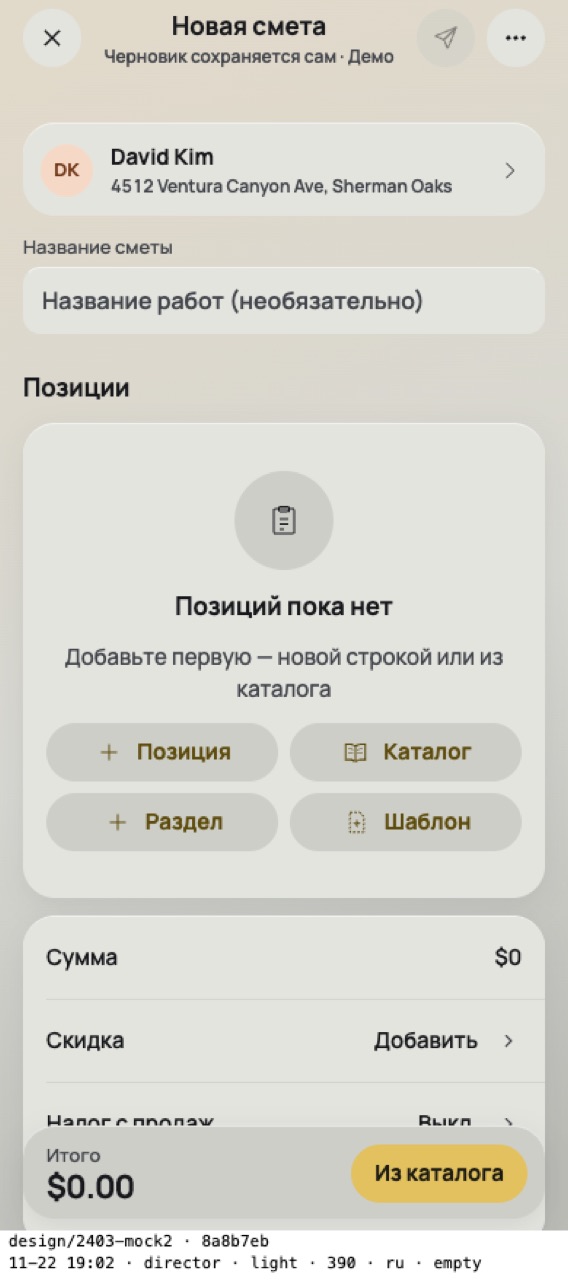 Новая смета
Черновик сохраняется сам · Демо
DK
David Kim
4512 Ventura Canyon Ave, Sherman Oaks
Название сметы
Название работ (необязательно)
Позиции
Позиций пока нет
Добавьте первую — новой строкой или из
каталога
+ Позиция
Каталог
+ Раздел
Шаблон
Сумма
$0
Скидка
Добавить
Налог с продаж
Выкл
Итого
$0.00
Из каталога
design/2403-mock2 · 8a8b7eb
11-22 19:02 · director · light · 390 · ru · empty